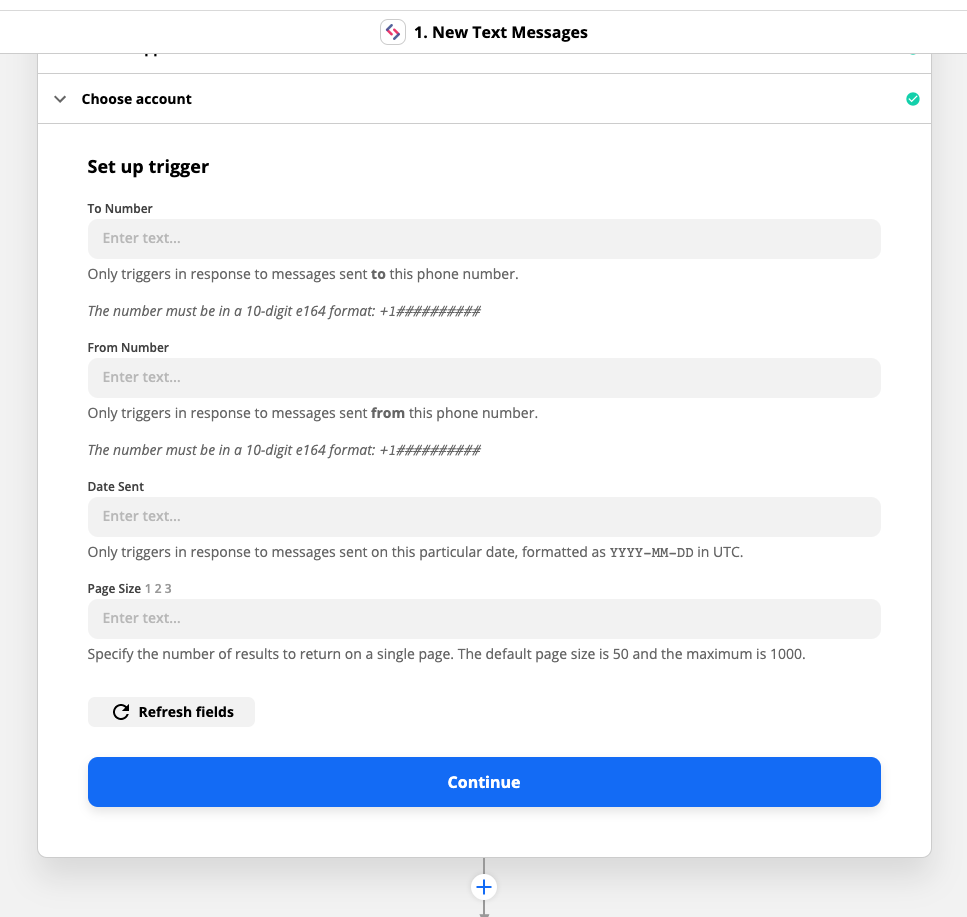 1. New Text Messages
Choose account
Set up trigger
To Number
Enter text...
Only triggers in response to messages sent to this phone number.
The number must be in a 10-digit e164 format: +1##########
From Number
Enter text...
Only triggers in response to messages sent from this phone number.
The number must be in a 10-digit e164 format: +1##########
Date Sent
Enter text...
Only triggers in response to messages sent on this particular date, formatted as YYYY-MM-DD in UTC.
Page Size 1 2 3
Enter text...
Specify the number of results to return on a single page. The default page size is 50 and the maximum is 1000.
Refresh fields
Continue